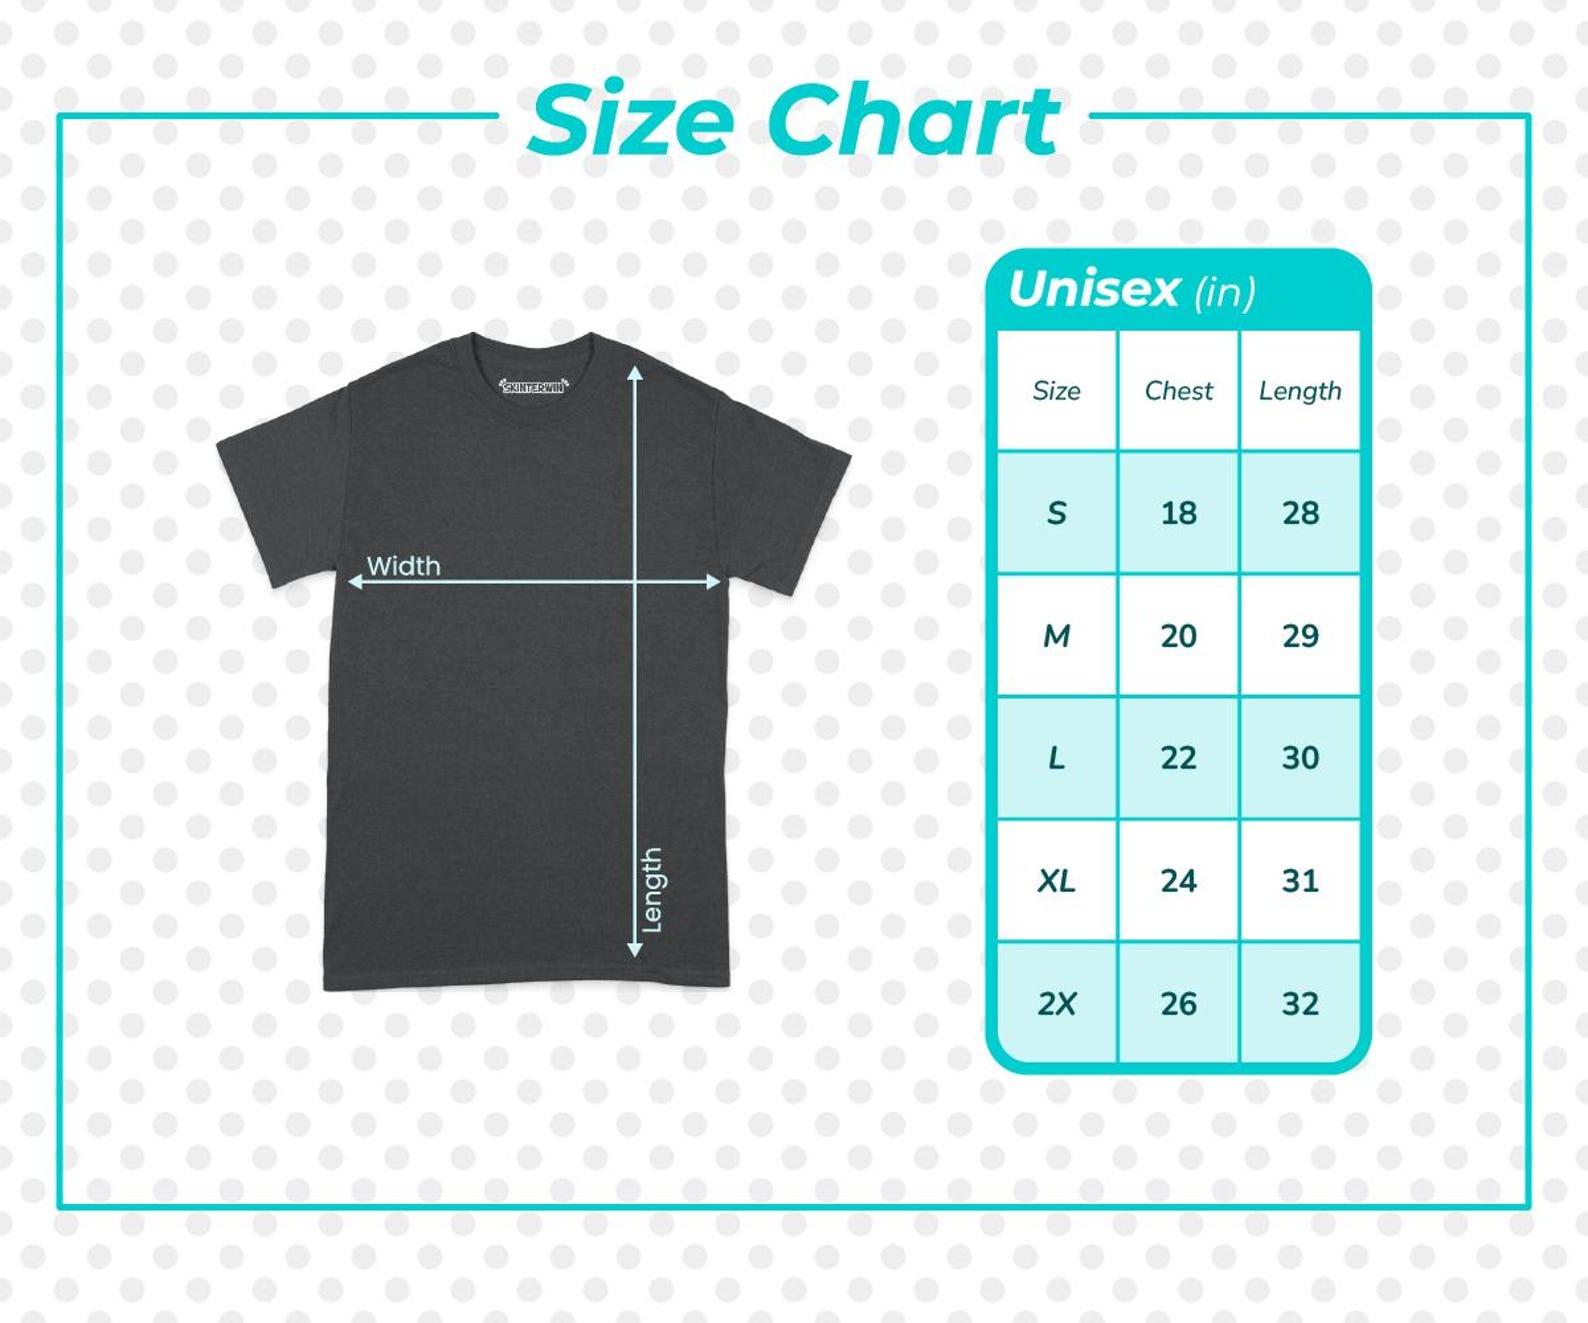 Size Chart
SKINTERWIN
Width
Length
Unisex (in)
Size Chest Length
S 18 28
M 20 29
L 22 30
XL 24 31
2X 26 32